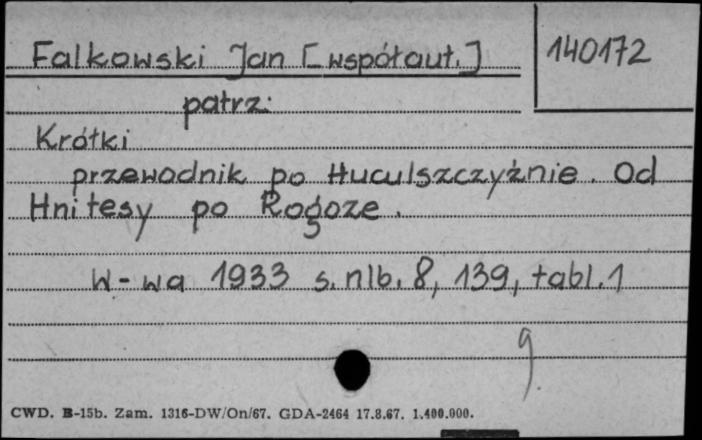 Falkowski Jan [współaut.]
140172
patrz:
Krótki
przewodnik po Huculszczyźnie. Od
Hnitesy po Rogoze.
W-wa 1933 s. nlb. 8, 139, tabl. 1
g
CWD. B-15b. Zam. 1316-DW/On/67. GDA-2464 17.8.67. 1.400.000.